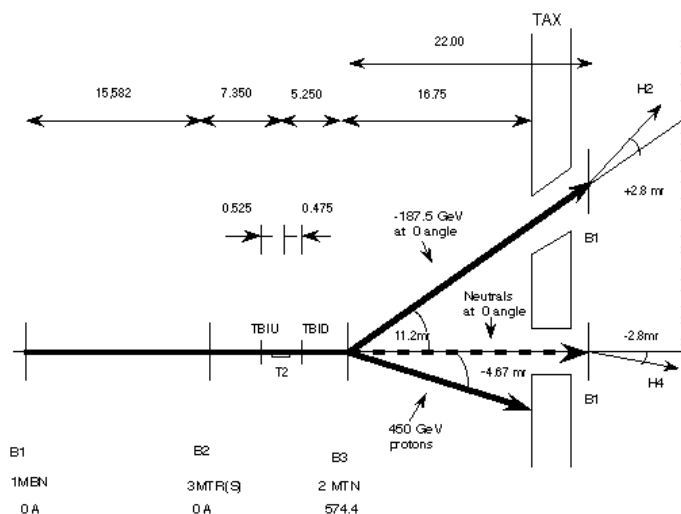 TAX
22.00
15,582
7.350
5.250
16.75
H2
+2.8 mr
0.525
0.475
-187.5 GeV
at 0 angle
B1
Neutrals
at 0 angle
TBIU
TBID
11.2mr
-2.8mr
T2
-4.67 mr
H4
B1
450 GeV
protons
B1
B2
B3
1MBN
3MTR(S)
2 MTN
0 A
0 A
574.4